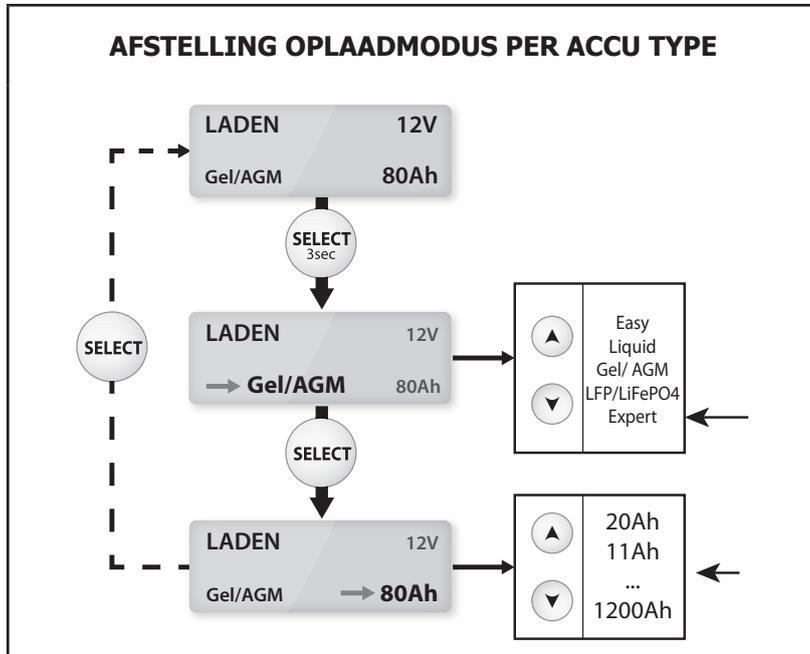 AFSTELLING OPLAADMODUS PER ACCU TYPE
LADEN 12V
Gel/AGM 80Ah
SELECT
3sec
LADEN 12V
Gel/AGM 80Ah
SELECT
Easy
Liquid
Gel/ AGM
LFP/LiFePO4
Expert
SELECT
LADEN 12V
Gel/AGM 80Ah
20Ah
11Ah
...
1200Ah